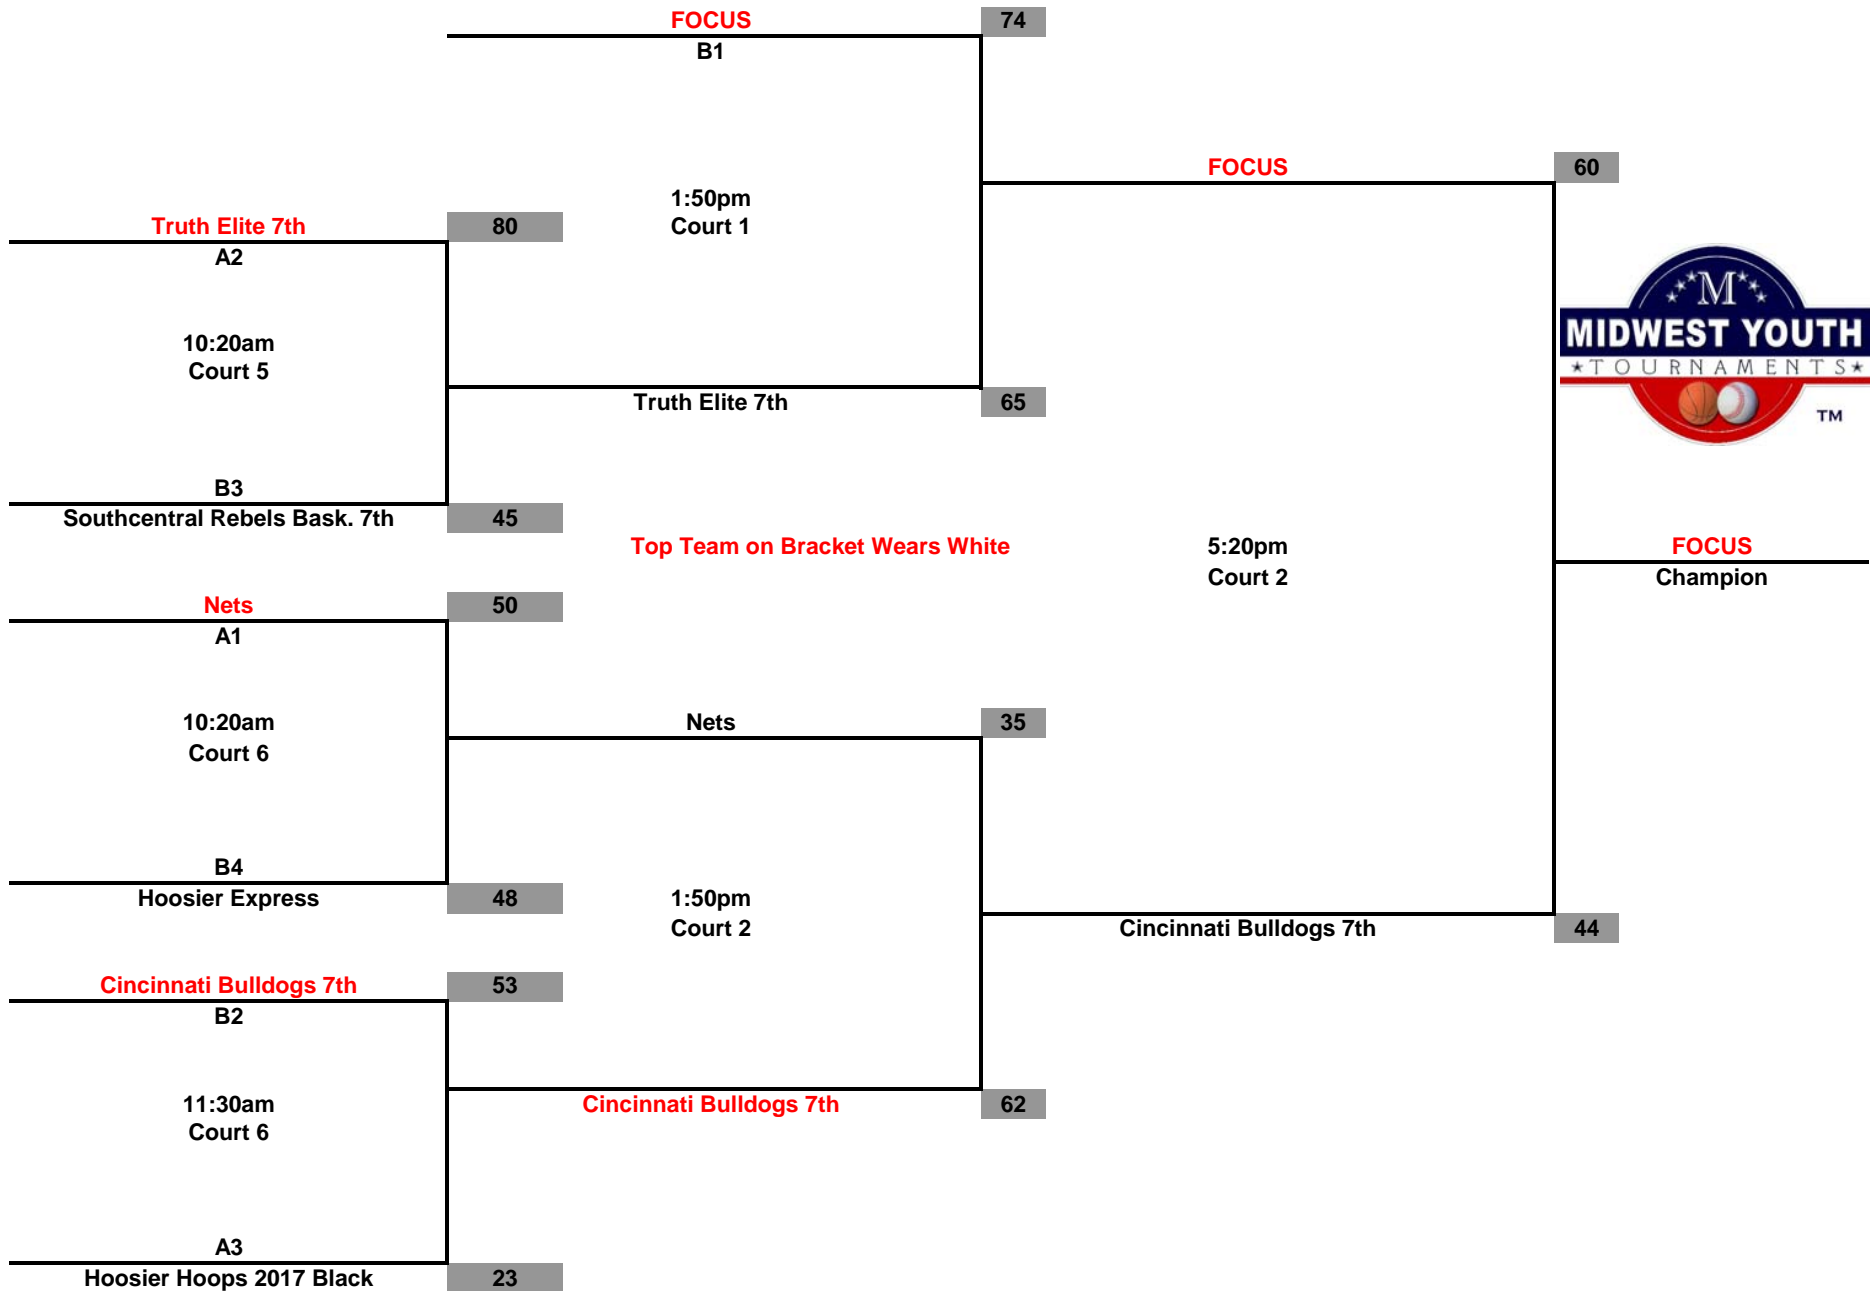 FOCUS 74
B1
FOCUS 60
1:50pm
Court 1
Truth Elite 7th 80
A2
M
MIDWEST YOUTH
★TOURNAMENTS★
TM
10:20am
Court 5
Truth Elite 7th 65
B3
Southcentral Rebels Bask. 7th 45
Top Team on Bracket Wears White
5:20pm
Court 2
FOCUS
Champion
Nets 50
A1
10:20am
Court 6
Nets 35
B4
Hoosier Express 48
1:50pm
Court 2
Cincinnati Bulldogs 7th 44
Cincinnati Bulldogs 7th 53
B2
11:30am
Court 6
Cincinnati Bulldogs 7th 62
A3
Hoosier Hoops 2017 Black 23